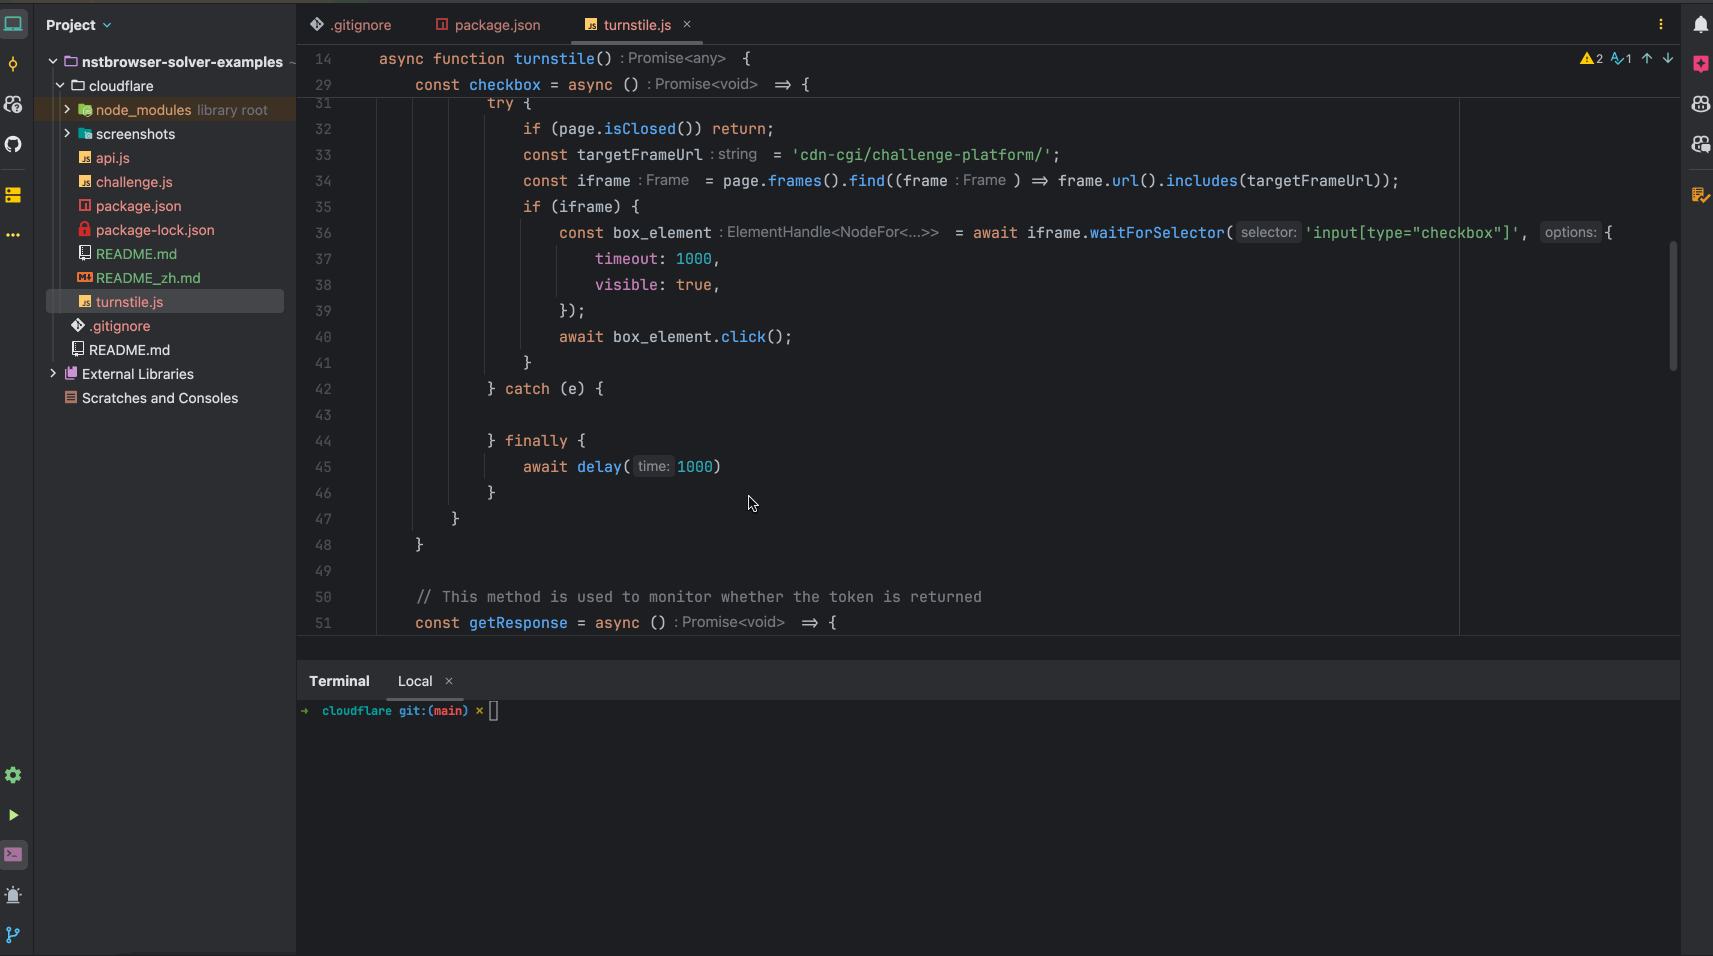 Project
nstbrowser-solver-examples ~
cloudflare
node_modules library root
screenshots
api.js
challenge.js
package.json
package-lock.json
README.md
README_zh.md
turnstile.js
.gitignore
README.md
External Libraries
Scratches and Consoles
.gitignore package.json turnstile.js ×
2 1
14 async function turnstile() : Promise<any> {
29 const checkbox = async () : Promise<void> => {
31 try {
32 if (page.isClosed()) return;
33 const targetFrameUrl : string = 'cdn-cgi/challenge-platform/';
34 const iframe : Frame = page.frames().find((frame : Frame ) => frame.url().includes(targetFrameUrl));
35 if (iframe) {
36 const box_element : ElementHandle<NodeFor<...>> = await iframe.waitForSelector( selector: 'input[type="checkbox"]', options: {
37 timeout: 1000,
38 visible: true,
39 });
40 await box_element.click();
41 }
42 } catch (e) {
43
44 } finally {
45 await delay( time: 1000)
46 }
47 }
48 }
49
50 // This method is used to monitor whether the token is returned
51 const getResponse = async () : Promise<void> => {
Terminal Local ×
→ cloudflare git:(main) ×